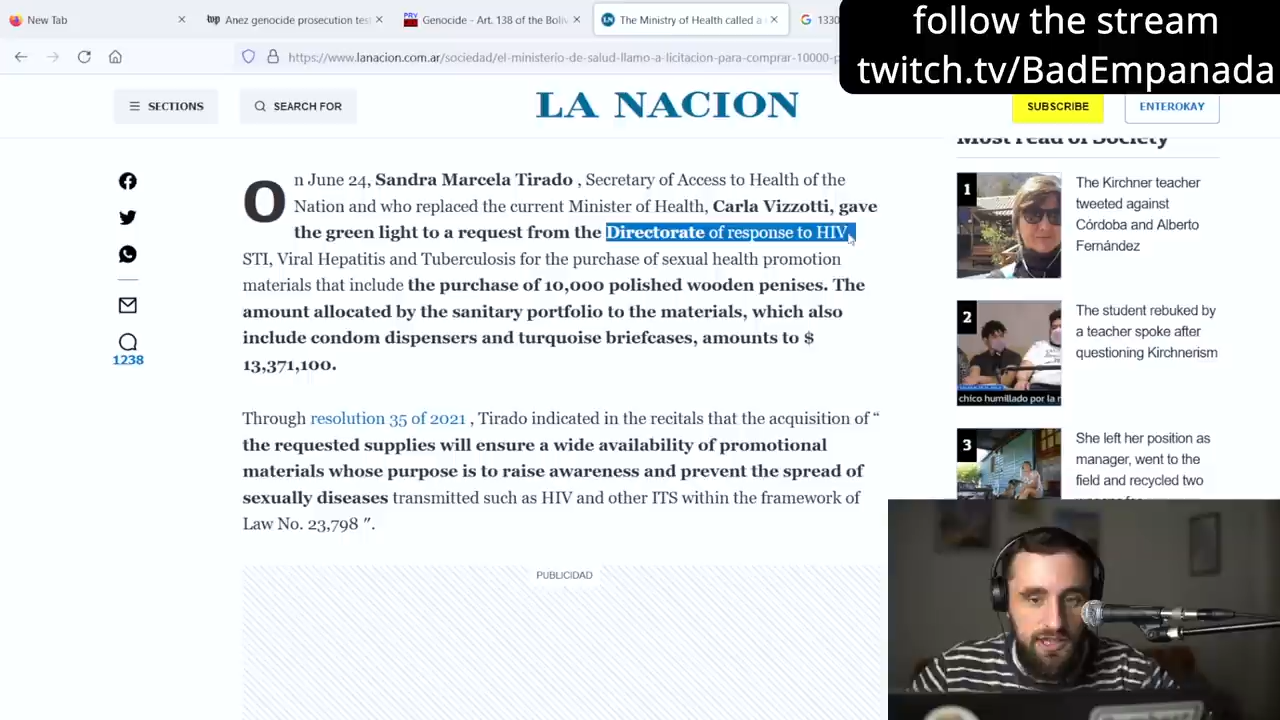 New Tab
Anez genocide prosecution test
Genocide - Art. 138 of the Boliv
The Ministry of Health called a
1330
follow the stream
twitch.tv/BadEmpanada
https://www.lanacion.com.ar/sociedad/el-ministerio-de-salud-llamo-a-licitacion-para-comprar-10000-p
SECTIONS
SEARCH FOR
LA NACION
SUBSCRIBE
ENTEROKAY
Most read of Society
On June 24, Sandra Marcela Tirado , Secretary of Access to Health of the
Nation and who replaced the current Minister of Health, Carla Vizzotti, gave
the green light to a request from the Directorate of response to HIV,
STI, Viral Hepatitis and Tuberculosis for the purchase of sexual health promotion
materials that include the purchase of 10,000 polished wooden penises. The
amount allocated by the sanitary portfolio to the materials, which also
include condom dispensers and turquoise briefcases, amounts to $
13,371,100.
1238
Through resolution 35 of 2021 , Tirado indicated in the recitals that the acquisition of “
the requested supplies will ensure a wide availability of promotional
materials whose purpose is to raise awareness and prevent the spread of
sexually diseases transmitted such as HIV and other ITS within the framework of
Law No. 23,798 ”.
PUBLICIDAD
1
The Kirchner teacher
tweeted against
Córdoba and Alberto
Fernández
2
The student rebuked by
a teacher spoke after
questioning Kirchnerism
chico humillado por la
3
She left her position as
manager, went to the
field and recycled two